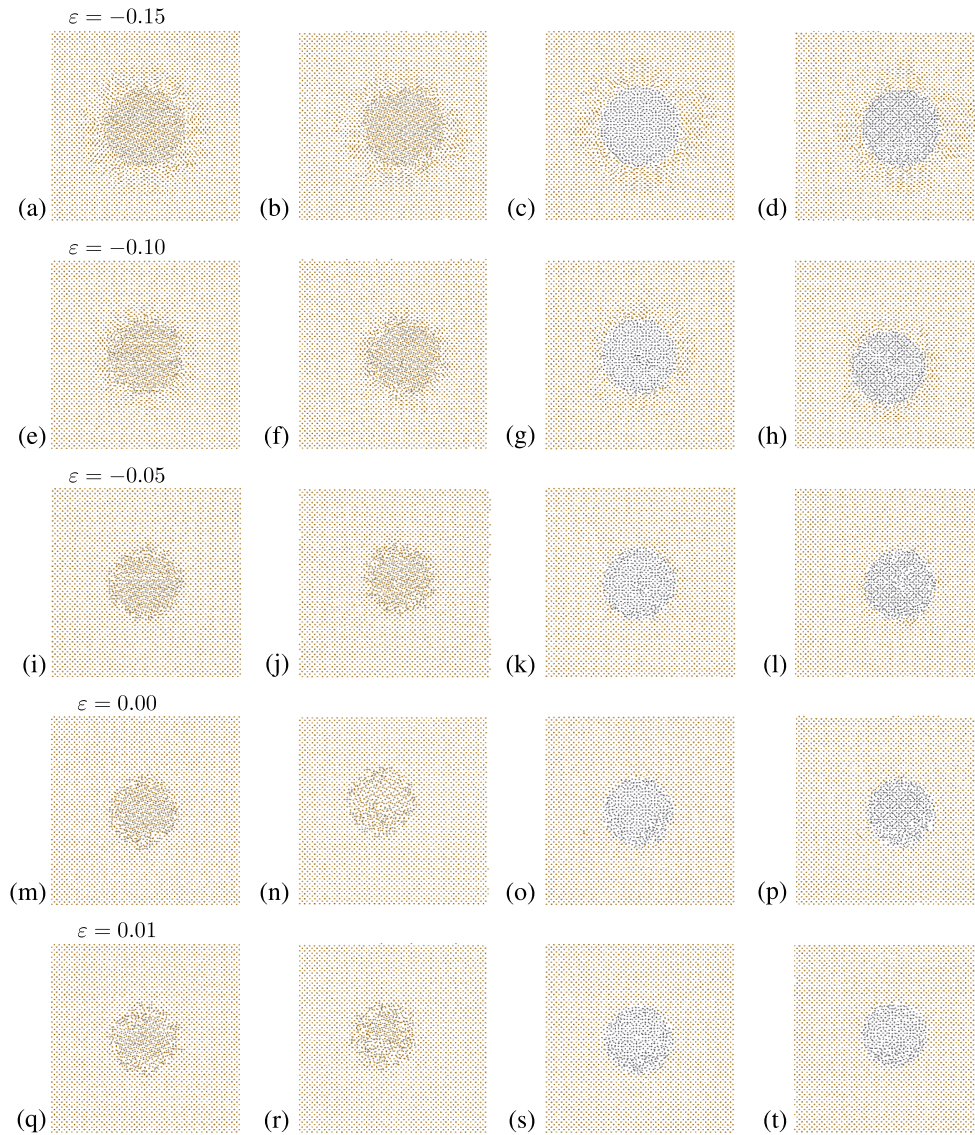 ε = −0.15
(a) (b) (c) (d)
ε = −0.10
(e) (f) (g) (h)
ε = −0.05
(i) (j) (k) (l)
ε = 0.00
(m) (n) (o) (p)
ε = 0.01
(q) (r) (s) (t)